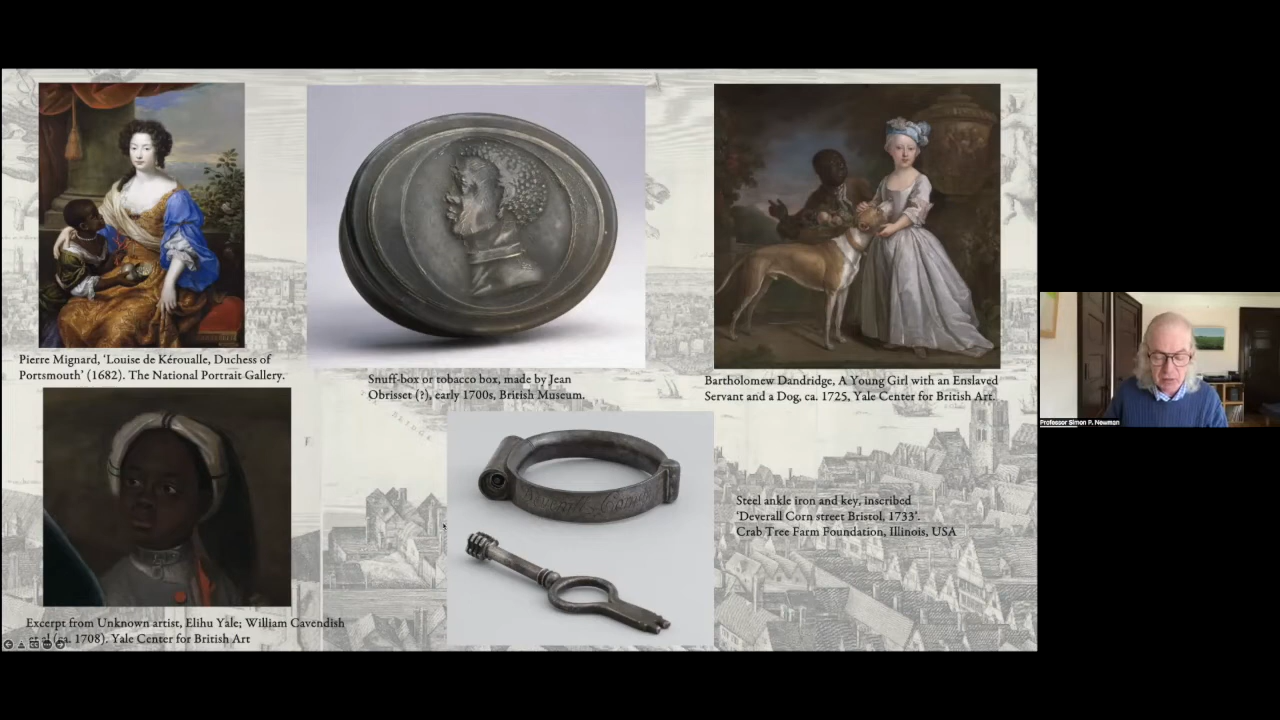 Pierre Mignard, ‘Louise de Kéroualle, Duchess of
Portsmouth’ (1682). The National Portrait Gallery.
Snuff-box or tobacco box, made by Jean
Obrisset (?), early 1700s, British Museum.
Bartholomew Dandridge, A Young Girl with an Enslaved
Servant and a Dog, ca. 1725, Yale Center for British Art.
Excerpt from Unknown artist, Elihu Yale; William Cavendish
et al (ca. 1708). Yale Center for British Art
Steel ankle iron and key, inscribed
‘Deverall Corn street Bristol, 1733’.
Crab Tree Farm Foundation, Illinois, USA
Professor Simon P. Newman